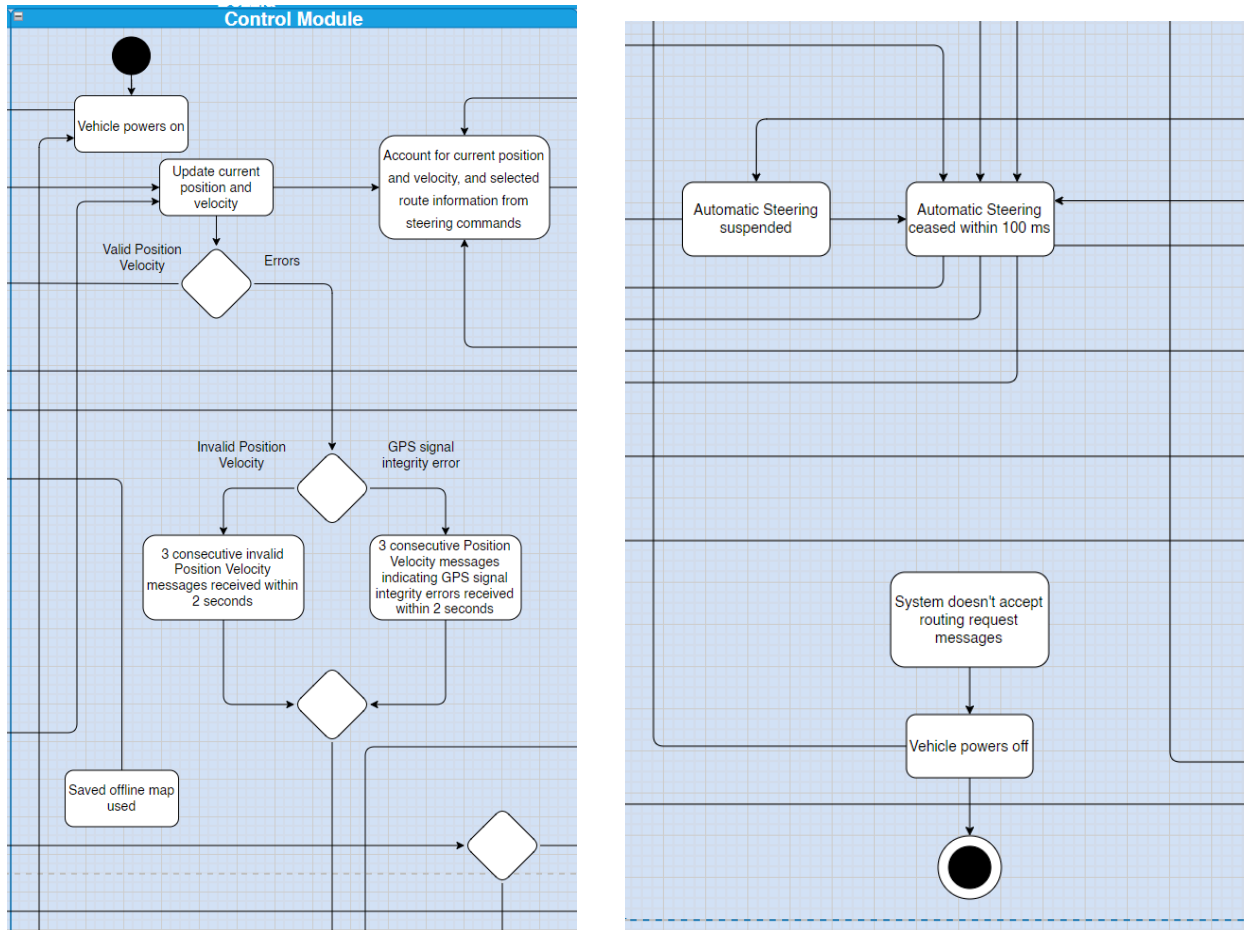 Control Module
Vehicle powers on
Update current
position and
velocity
Account for current position
and velocity, and selected
route information from
steering commands
Valid Position
Velocity
Errors
Invalid Position
Velocity
GPS signal
integrity error
3 consecutive invalid
Position Velocity
messages received within
2 seconds
3 consecutive Position
Velocity messages
indicating GPS signal
integrity errors received
within 2 seconds
Saved offline map
used
Automatic Steering
suspended
Automatic Steering
ceased within 100 ms
System doesn't accept
routing request
messages
Vehicle powers off